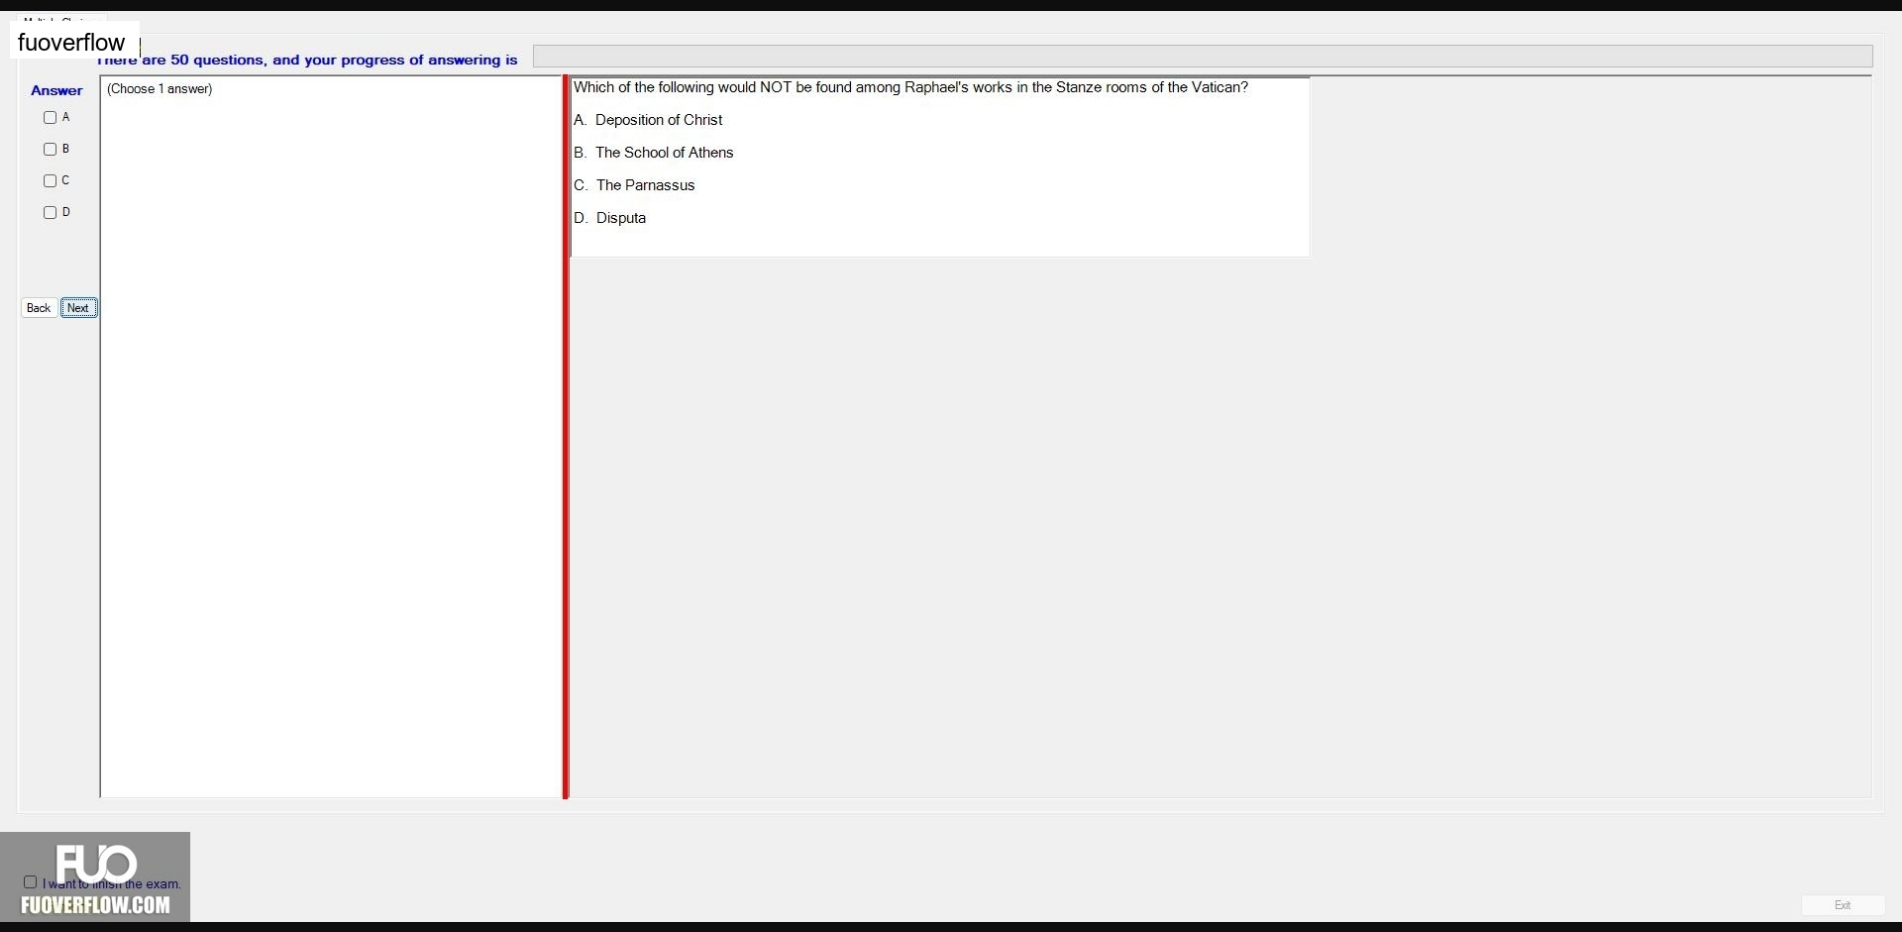 fuoverflow
There are 50 questions, and your progress of answering is
Answer
(Choose 1 answer)
A
B
C
D
Back Next
Which of the following would NOT be found among Raphael's works in the Stanze rooms of the Vatican?
A. Deposition of Christ
B. The School of Athens
C. The Parnassus
D. Disputa
FUO
I want to finish the exam.
FUOVERFLOW.COM
Exit